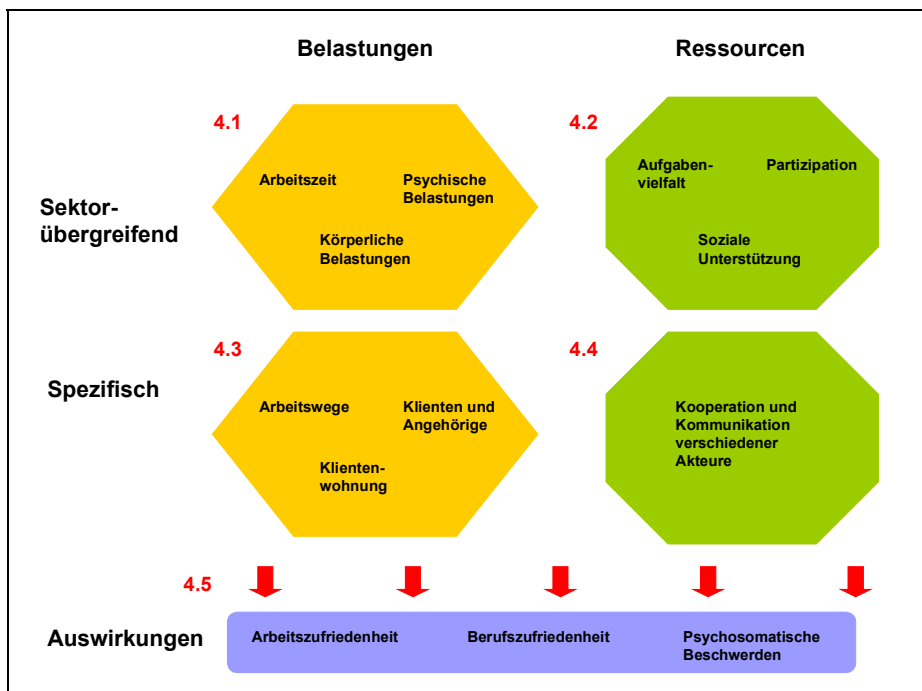 Belastungen
Ressourcen
4.1
4.2
Sektor-
übergreifend
Arbeitszeit
Psychische
Belastungen
Körperliche
Belastungen
Aufgaben-
vielfalt
Partizipation
Soziale
Unterstützung
4.3
4.4
Spezifisch
Arbeitswege
Klienten und
Angehörige
Klienten-
wohnung
Kooperation und
Kommunikation
verschiedener
Akteure
4.5
Auswirkungen
Arbeitszufriedenheit
Berufszufriedenheit
Psychosomatische
Beschwerden